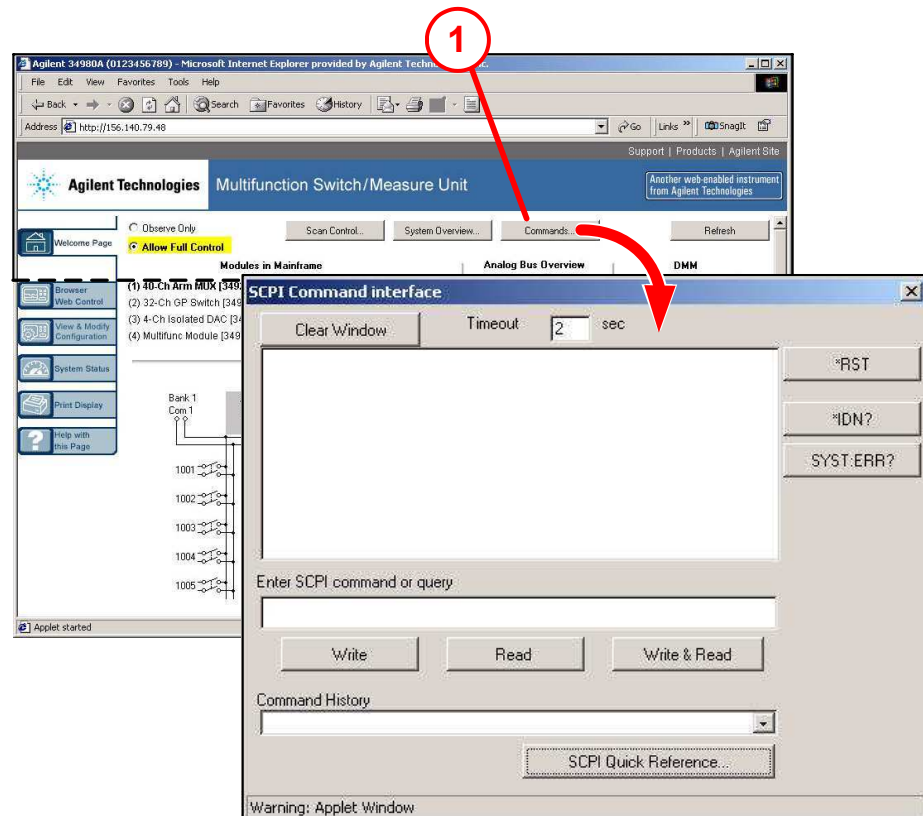 1
Agilent 34980A (0123456789) - Microsoft Internet Explorer provided by Agilent
File Edit View Favorites Tools Help
Back Search Favorites History
Address http://156.140.79.48 Go Links » SnagIt
Support | Products | Agilent Site
Agilent Technologies Multifunction Switch/Measure Unit Another web-enabled instrument
from Agilent Technologies
Welcome Page
Observe Only
Allow Full Control
Scan Control... System Overview... Commands... Refresh
Modules in Mainframe Analog Bus Overview DMM
Browser
Web Control
View & Modify
Configuration
System Status
Print Display
Help with
this Page
(1) 40-Ch Arm MUX [349
(2) 32-Ch GP Switch [349
(3) 4-Ch Isolated DAC [34
(4) Multifunc Module [349
Bank 1
Com 1
1001
1002
1003
1004
1005
Applet started
SCPI Command interface
Clear Window Timeout 2 sec
*RST
*IDN?
SYST:ERR?
Enter SCPI command or query
Write Read Write & Read
Command History
SCPI Quick Reference...
Warning: Applet Window